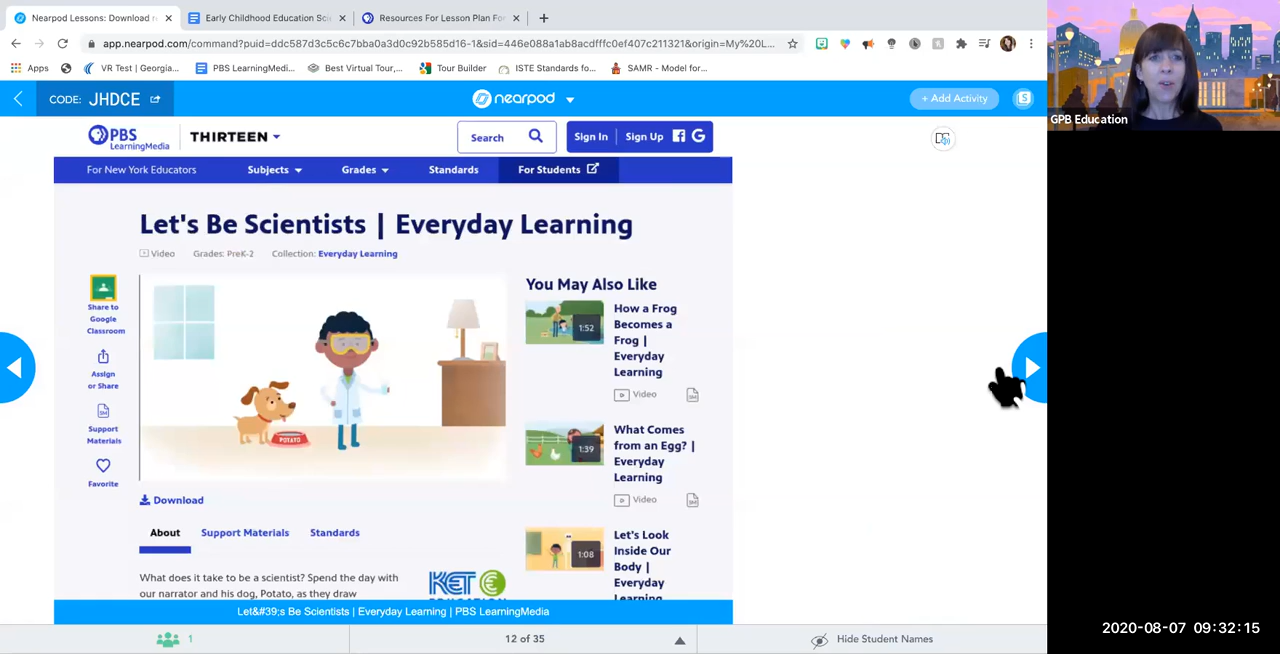 Nearpod Lessons: Download r
Early Childhood Education Sci
Resources For Lesson Plan For
app.nearpod.com/command?puid=ddc587d3c5c6c7bba0a3d0c92b585d16-1&sid=446e088a1ab8acdfffc0ef407c211321&origin=My%20L...
Apps
VR Test | Georgia...
PBS LearningMedi...
Best Virtual Tour,...
Tour Builder
ISTE Standards fo...
SAMR - Model for...
CODE: JHDCE
nearpod
+ Add Activity
S
GPB Education
PBS
LearningMedia
THIRTEEN
Search
Sign In
Sign Up
For New York Educators
Subjects
Grades
Standards
For Students
Let's Be Scientists | Everyday Learning
Video
Grades: PreK-2
Collection: Everyday Learning
Share to
Google
Classroom
Assign
or Share
Support
Materials
Favorite
POTATO
Download
About
Support Materials
Standards
What does it take to be a scientist? Spend the day with
our narrator and his dog, Potato, as they draw
KET
EDUCATION
You May Also Like
1:52
How a Frog
Becomes a
Frog |
Everyday
Learning
Video
1:39
What Comes
from an Egg? |
Everyday
Learning
Video
1:08
Let's Look
Inside Our
Body |
Everyday
Learning
Let&#39;s Be Scientists | Everyday Learning | PBS LearningMedia
1
12 of 35
Hide Student Names
2020-08-07 09:32:15